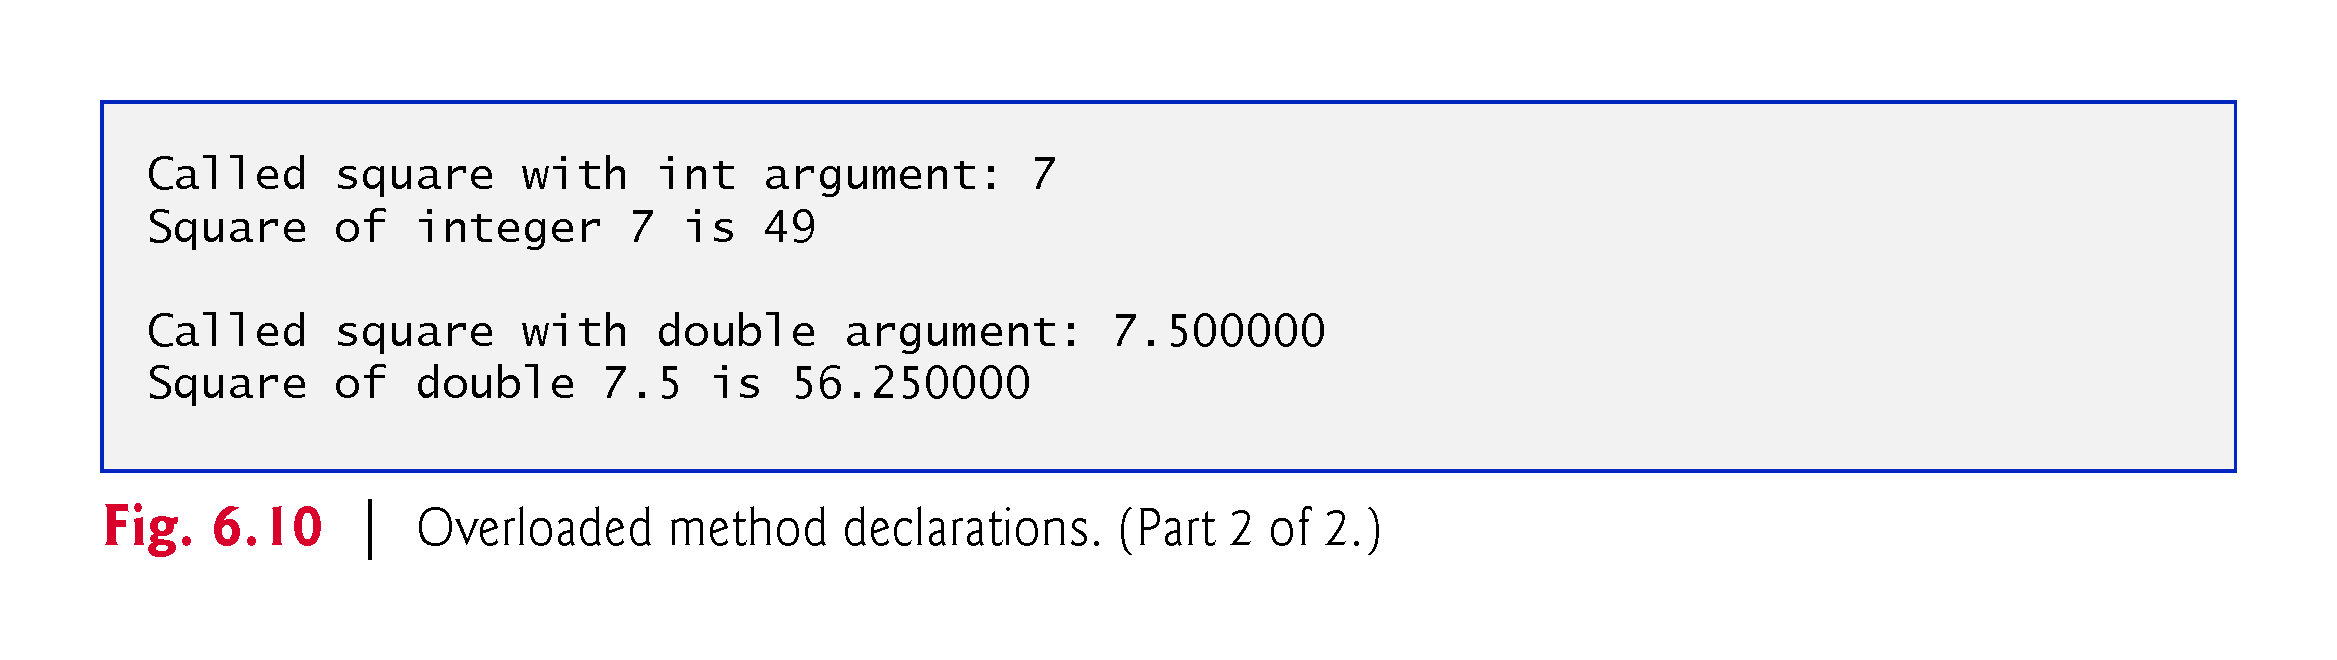 Called square with int argument: 7
Square of integer 7 is 49
Called square with double argument: 7.500000
Square of double 7.5 is 56.250000
Fig. 6.10 | Overloaded method declarations. (Part 2 of 2.)